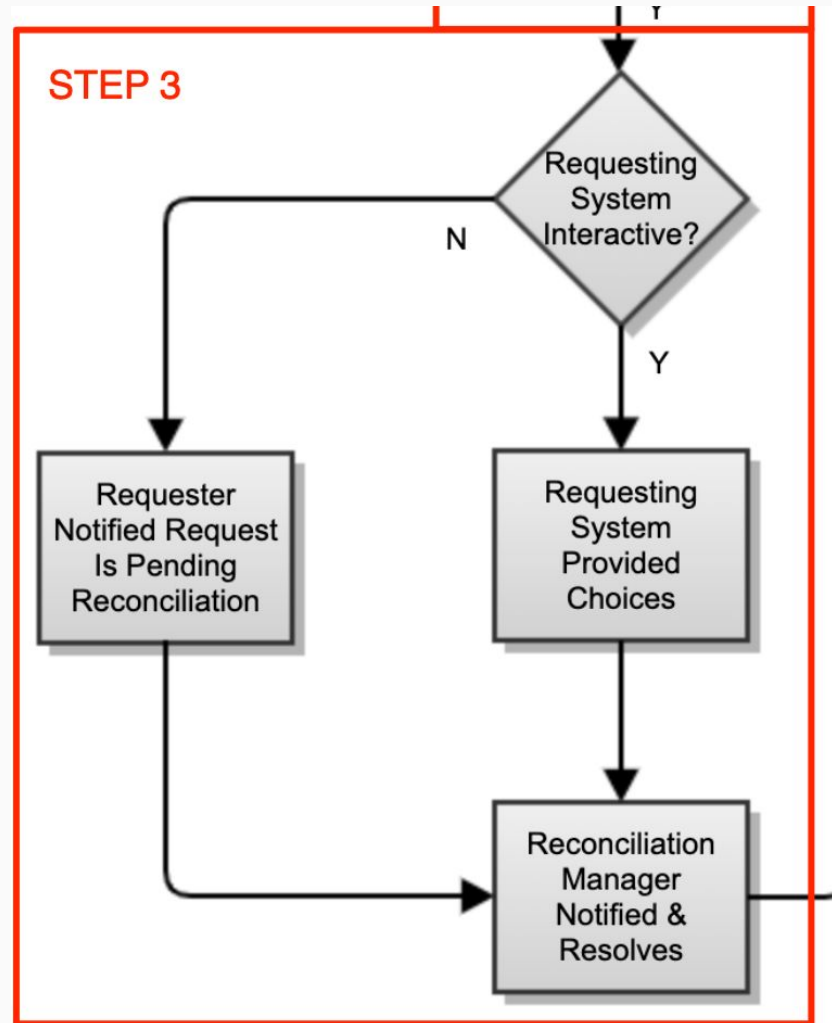 Y
STEP 3
Requesting
System
Interactive?
N
Y
Requester
Notified Request
Is Pending
Reconciliation
Requesting
System
Provided
Choices
Reconciliation
Manager
Notified &
Resolves